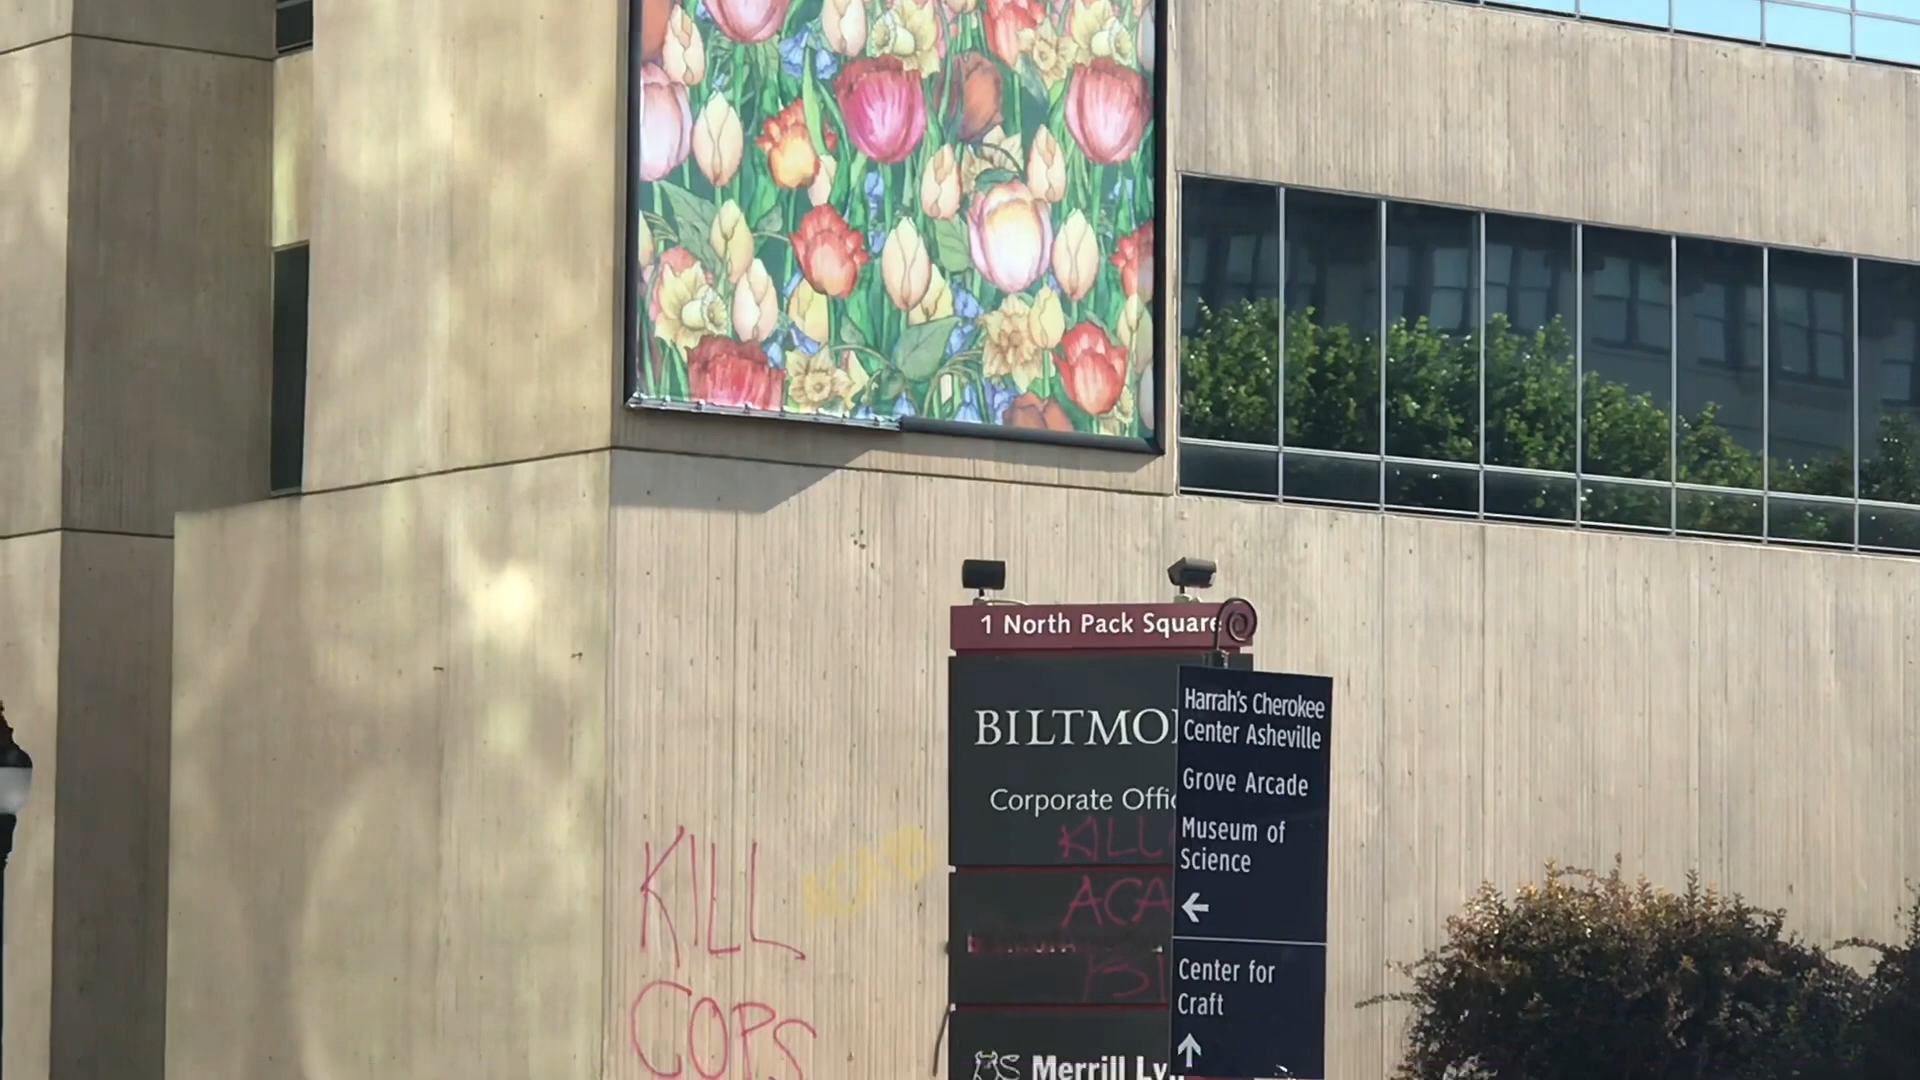 1 North Pack Square
BILTMO
Corporate Offic
KILL
ACA
Harrah's Cherokee
Center Asheville
Grove Arcade
Museum of
Science
←
Center for
Craft
↑
Merrill Ly
KILL
ACAB
COPS